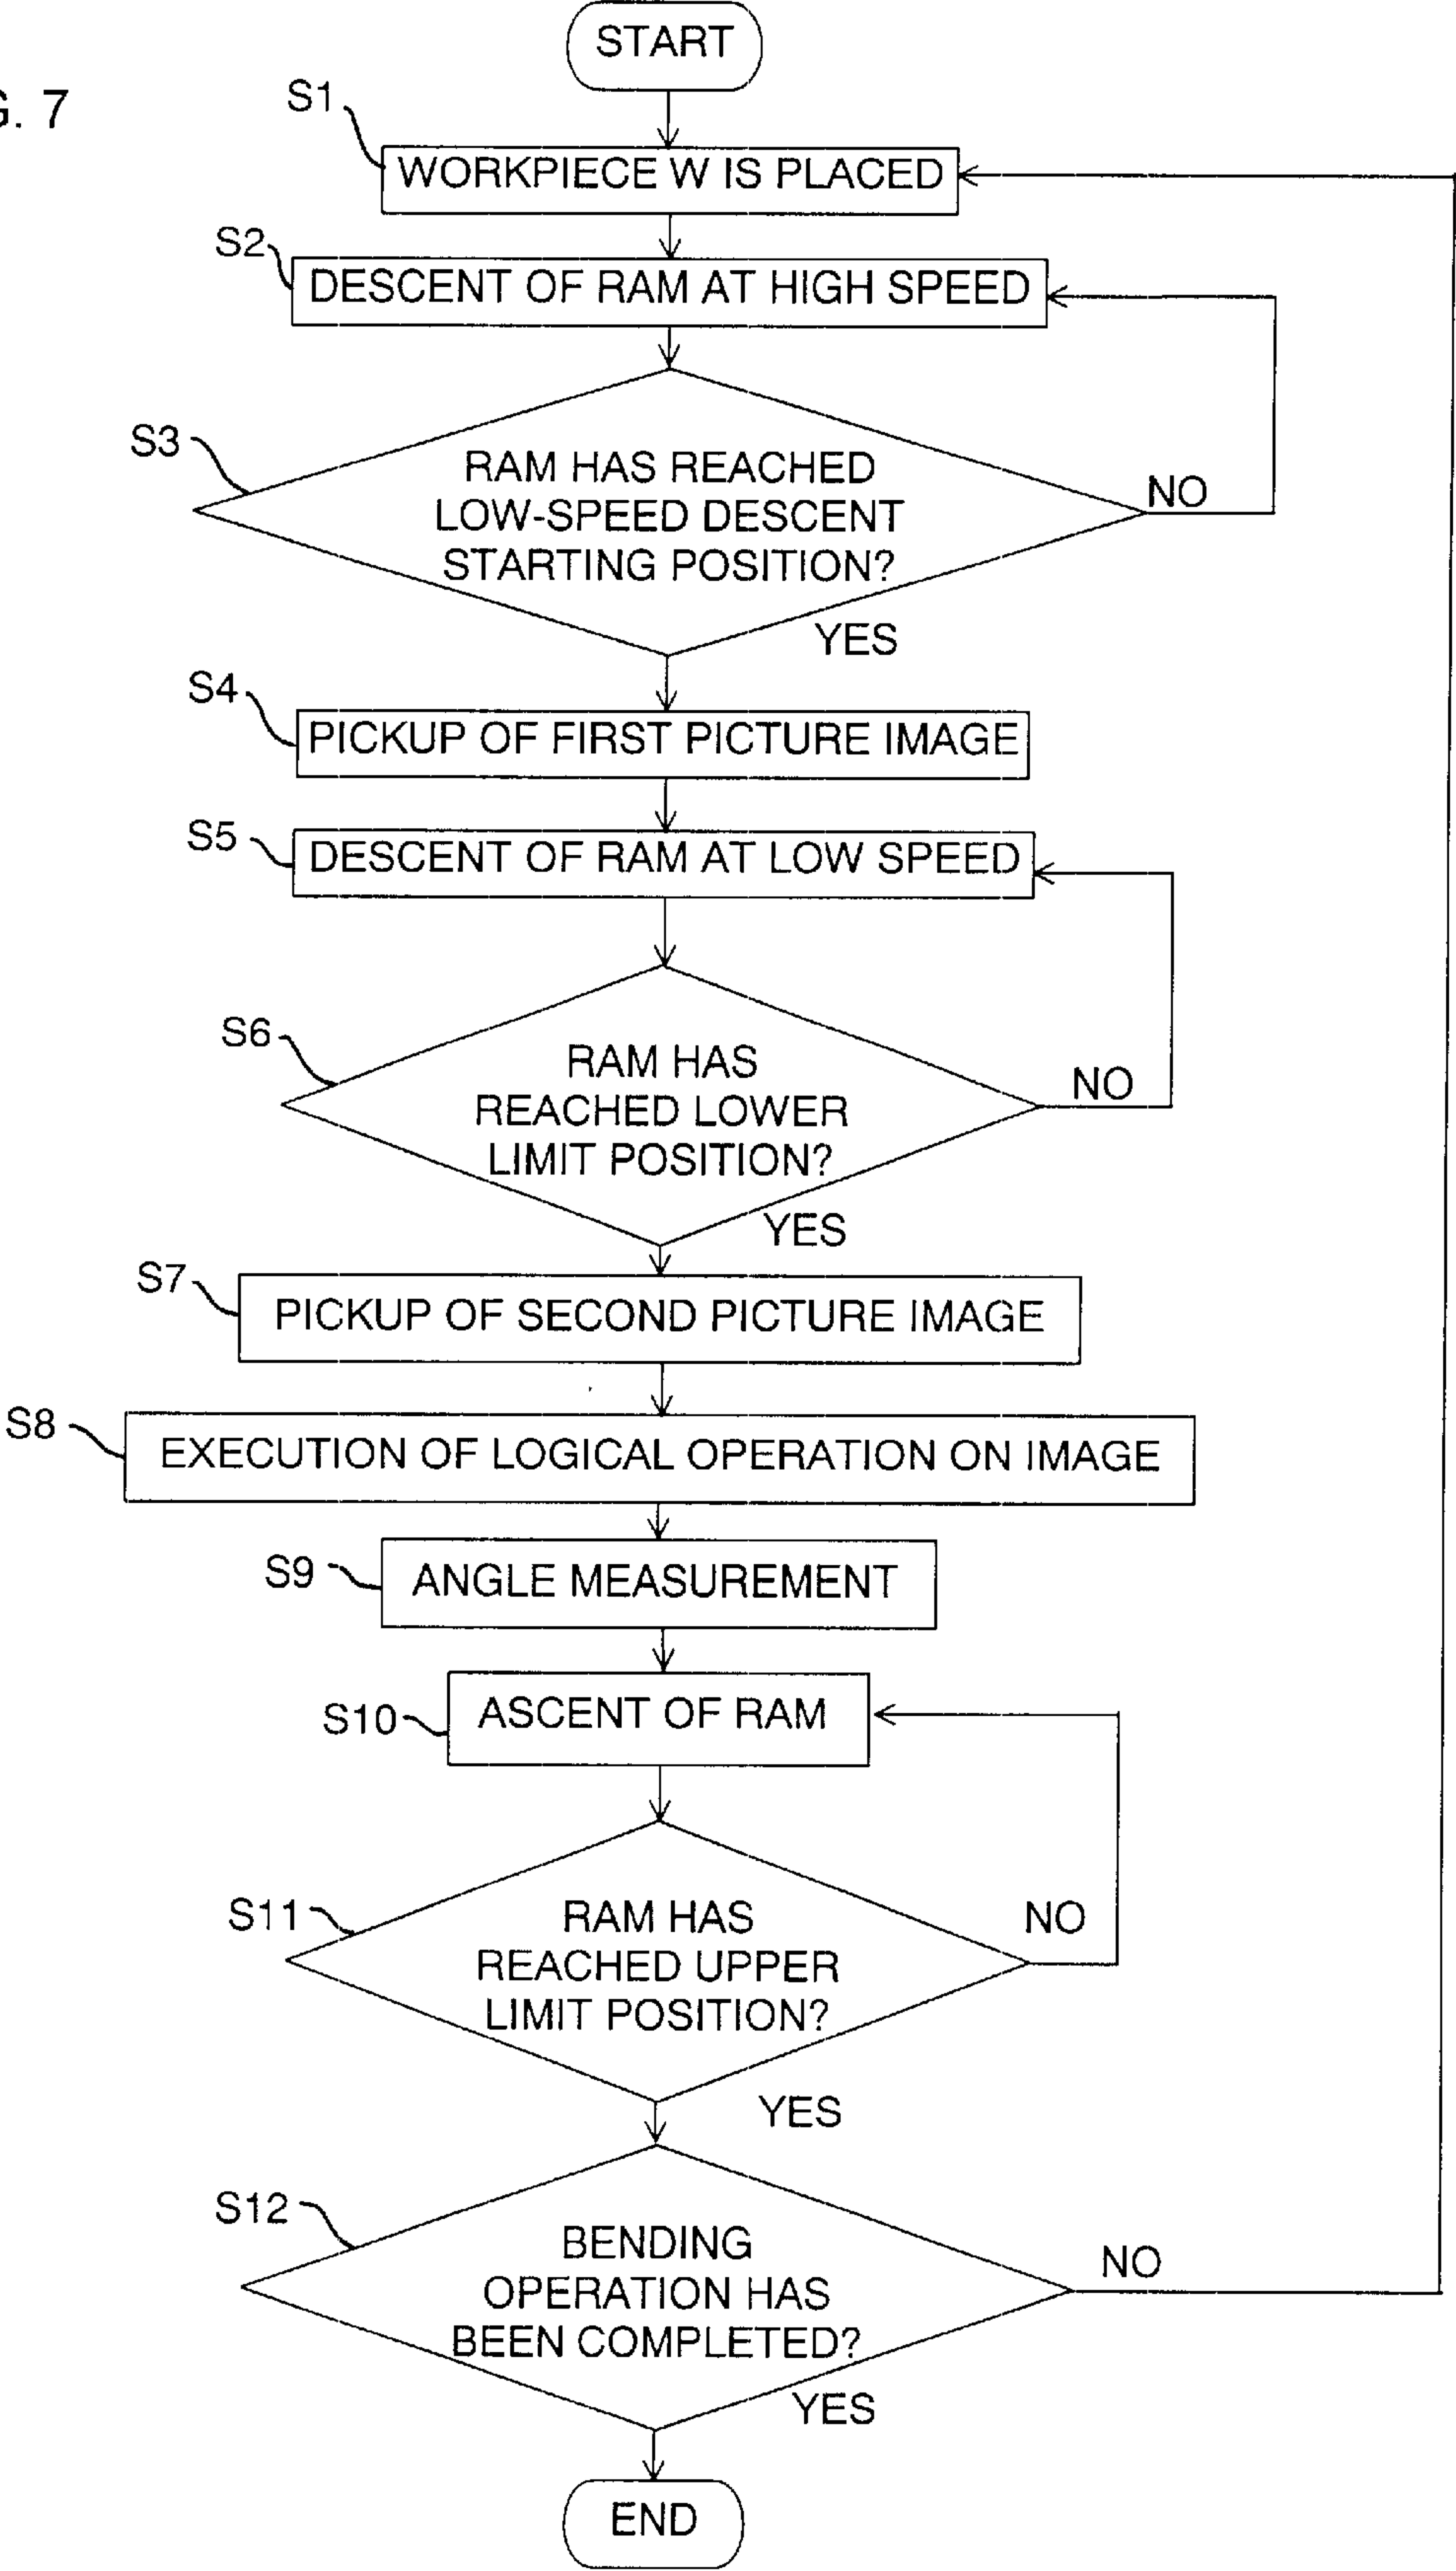 START
G. 7
S1
WORKPIECE W IS PLACED
S2
DESCENT OF RAM AT HIGH SPEED
S3
RAM HAS REACHED
LOW-SPEED DESCENT
STARTING POSITION?
NO
YES
S4
PICKUP OF FIRST PICTURE IMAGE
S5
DESCENT OF RAM AT LOW SPEED
S6
RAM HAS
REACHED LOWER
LIMIT POSITION?
NO
YES
S7
PICKUP OF SECOND PICTURE IMAGE
S8
EXECUTION OF LOGICAL OPERATION ON IMAGE
S9
ANGLE MEASUREMENT
S10
ASCENT OF RAM
S11
RAM HAS
REACHED UPPER
LIMIT POSITION?
NO
YES
S12
BENDING
OPERATION HAS
BEEN COMPLETED?
NO
YES
END